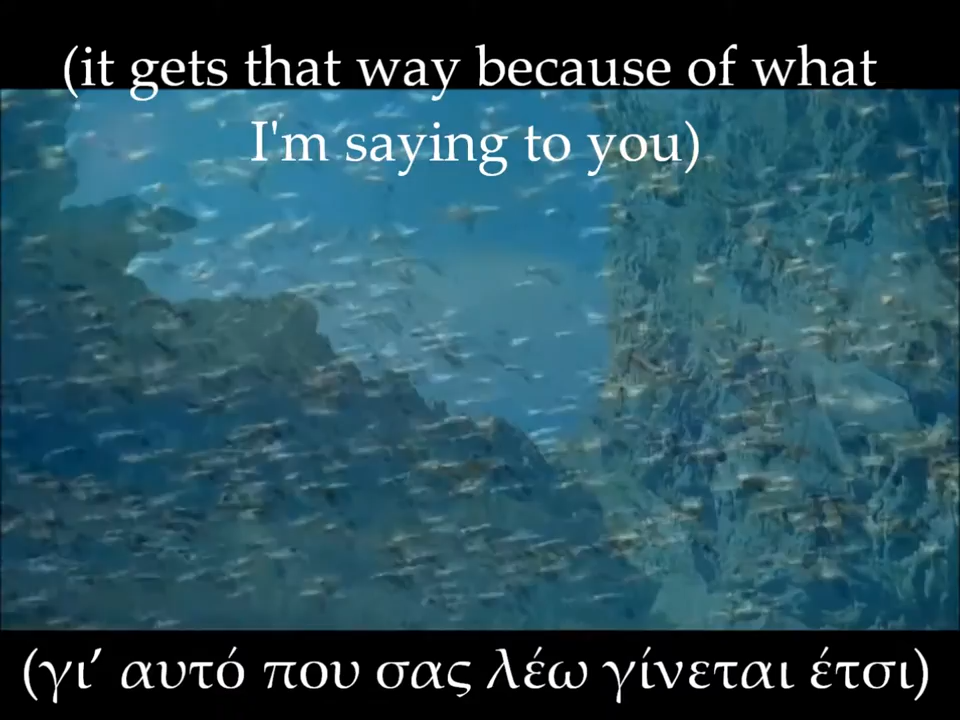 (it gets that way because of what
I'm saying to you)
(γι’ αυτό που σας λέω γίνεται έτσι)